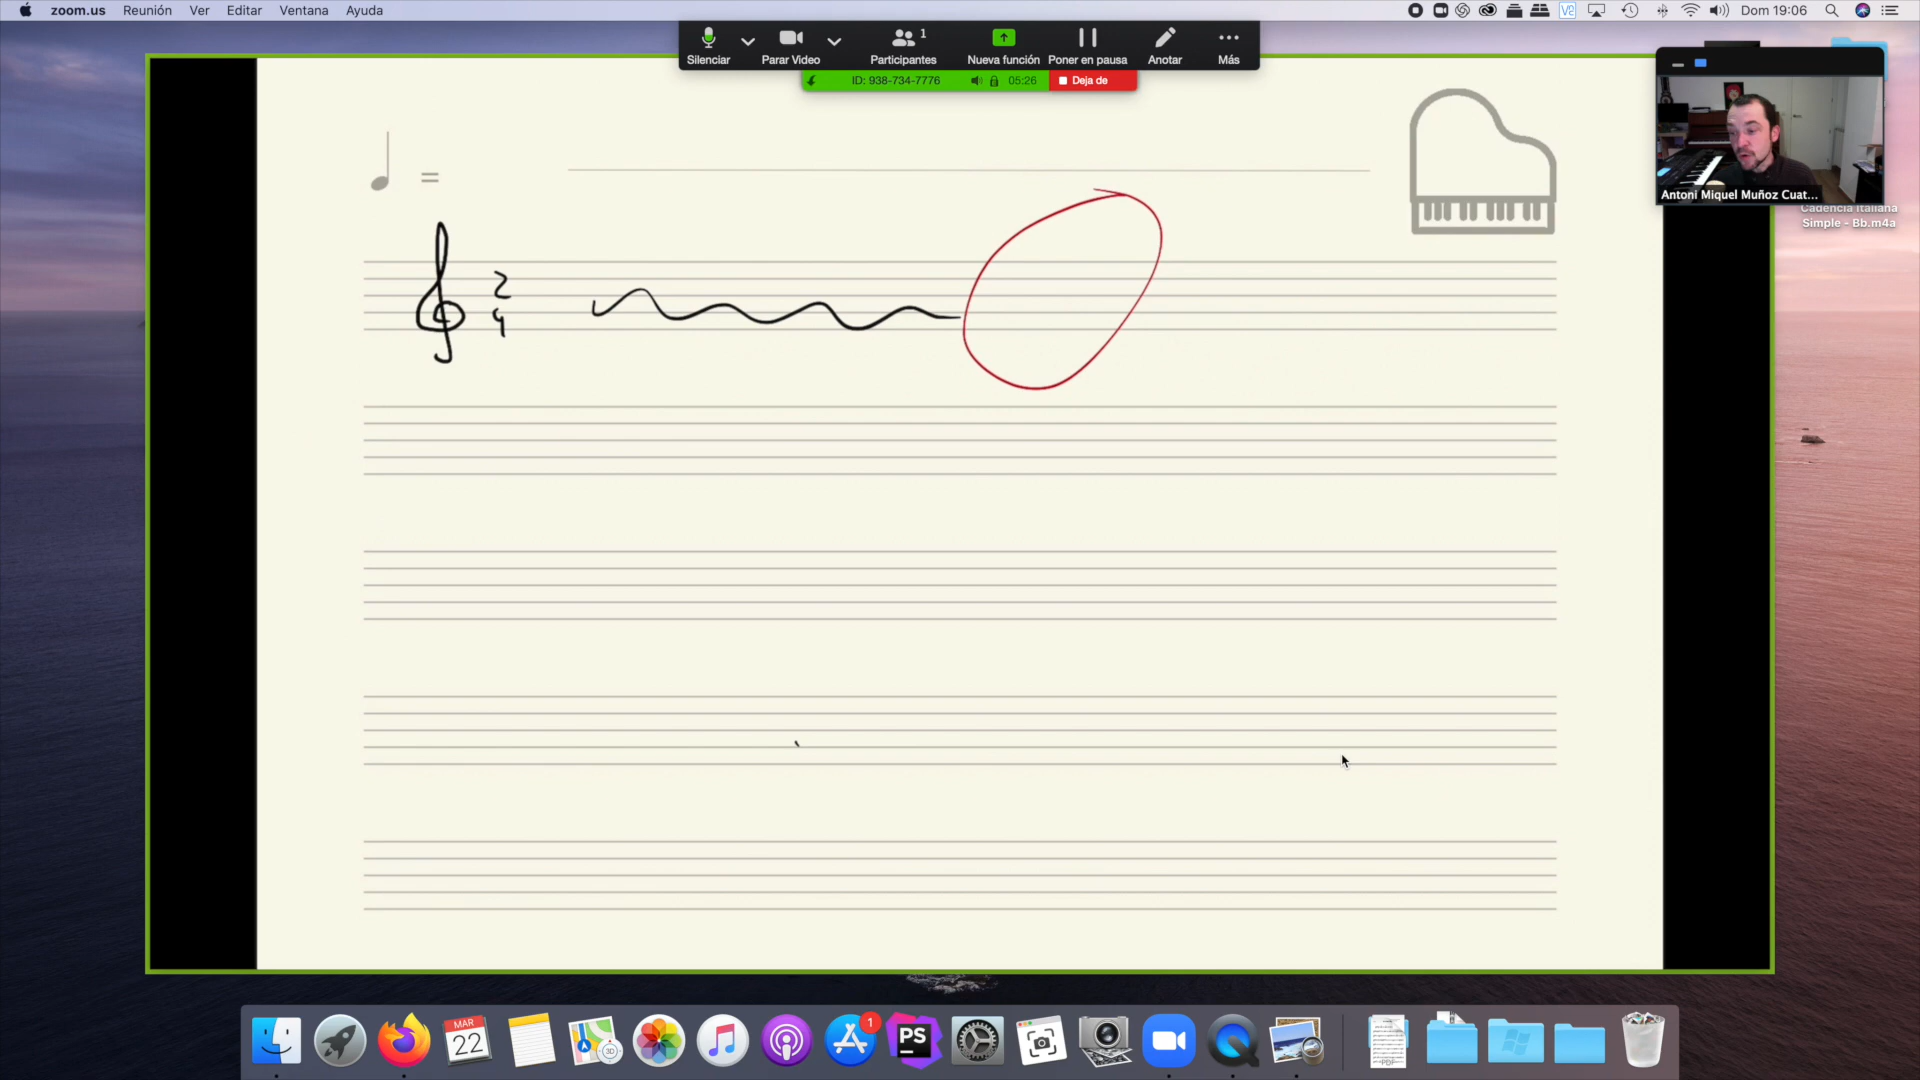 zoom.us Reunión Ver Editar Ventana Ayuda
Dom 19:06
1
Silenciar Parar Video Participantes Nueva función Poner en pausa Anotar Más
ID: 938-734-7776 05:26 Deja de
Antoni Miquel Muñoz Cuat...
Cadencia Italiana
Simple - Bb.m4a
=
2
4
MAR
22
3D
1
PS
PDF